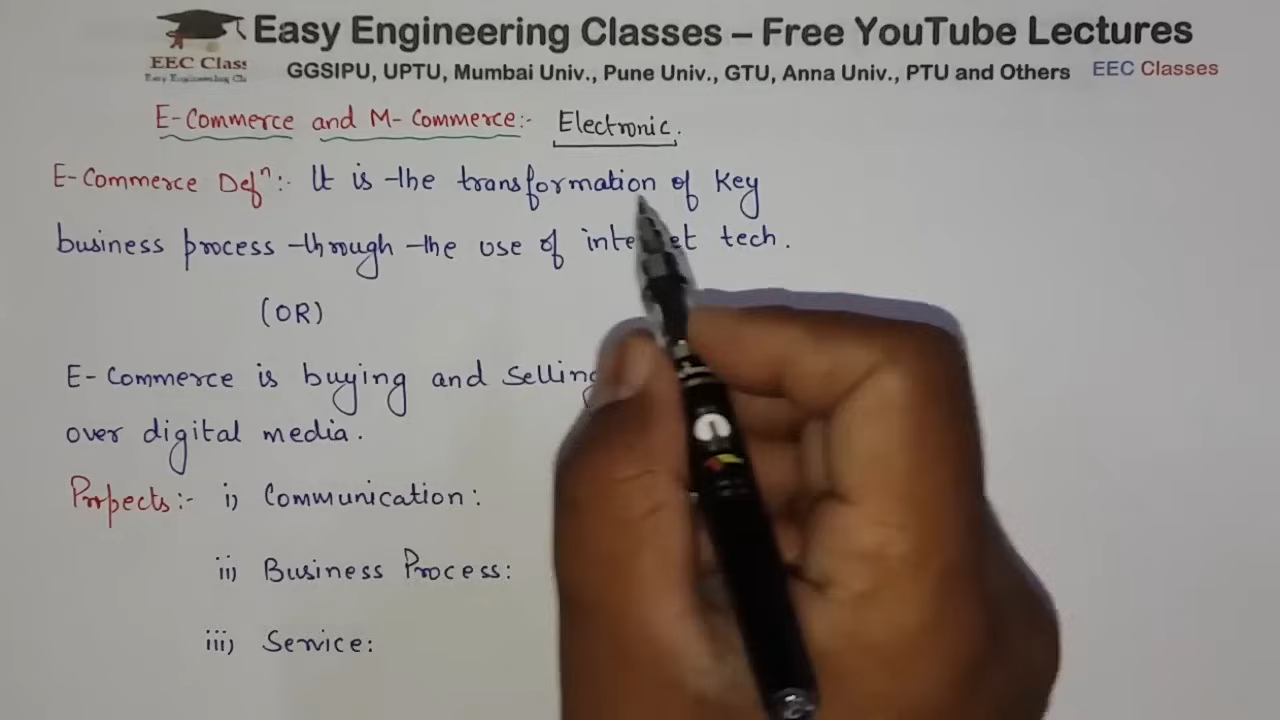 Easy Engineering Classes – Free YouTube Lectures
EEC Class
GGSIPU, UPTU, Mumbai Univ., Pune Univ., GTU, Anna Univ., PTU and Others EEC Classes
E-Commerce and M-Commerce:- Electronic.
E-Commerce Defⁿ:- It is the transformation of key
business process through the use of tech.
(OR)
E-Commerce is buying and selling
over digital media.
Prrpects:- i) Communication:
ii) Business Process:
iii) Service: